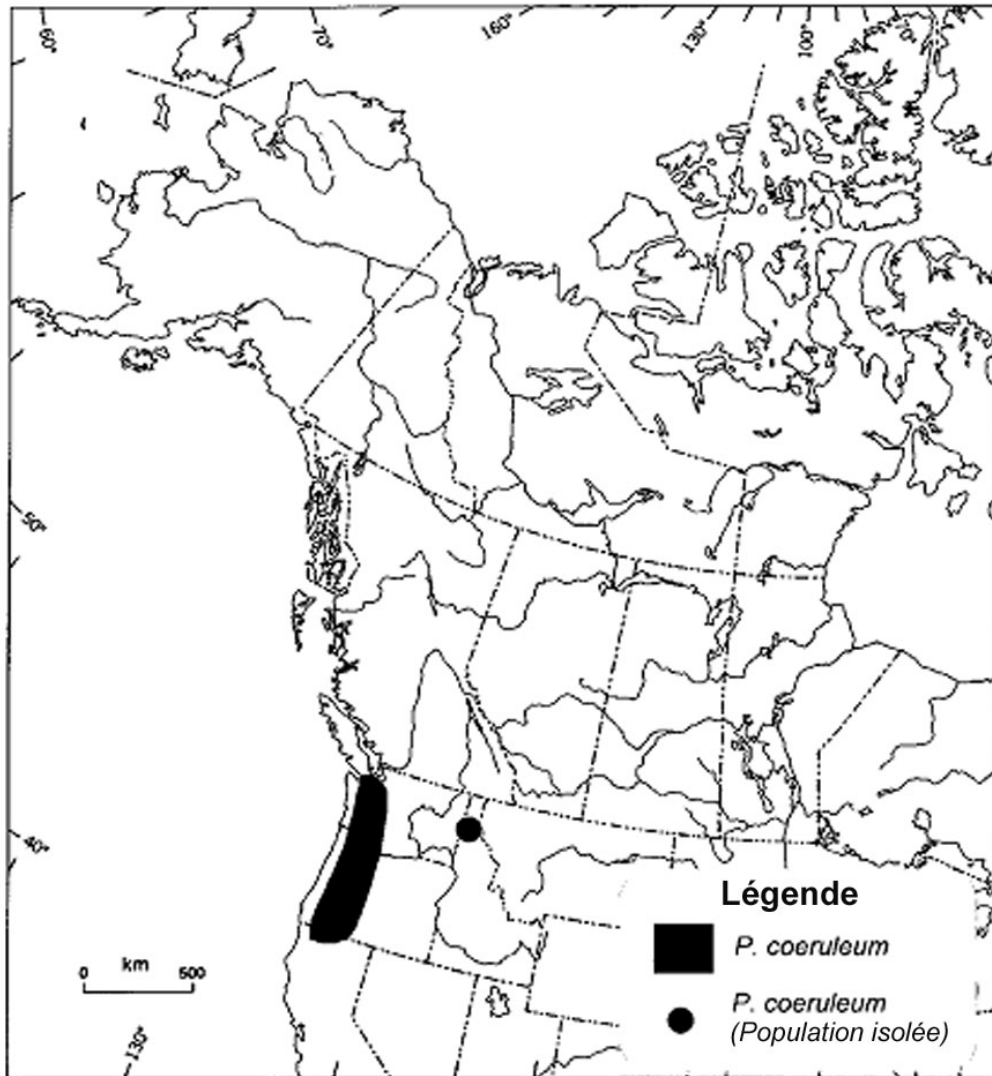 60°
70°
160°
130°
100°
70°
50°
40°
130°
km
0 500
Légende
P. coeruleum
P. coeruleum
(Population isolée)